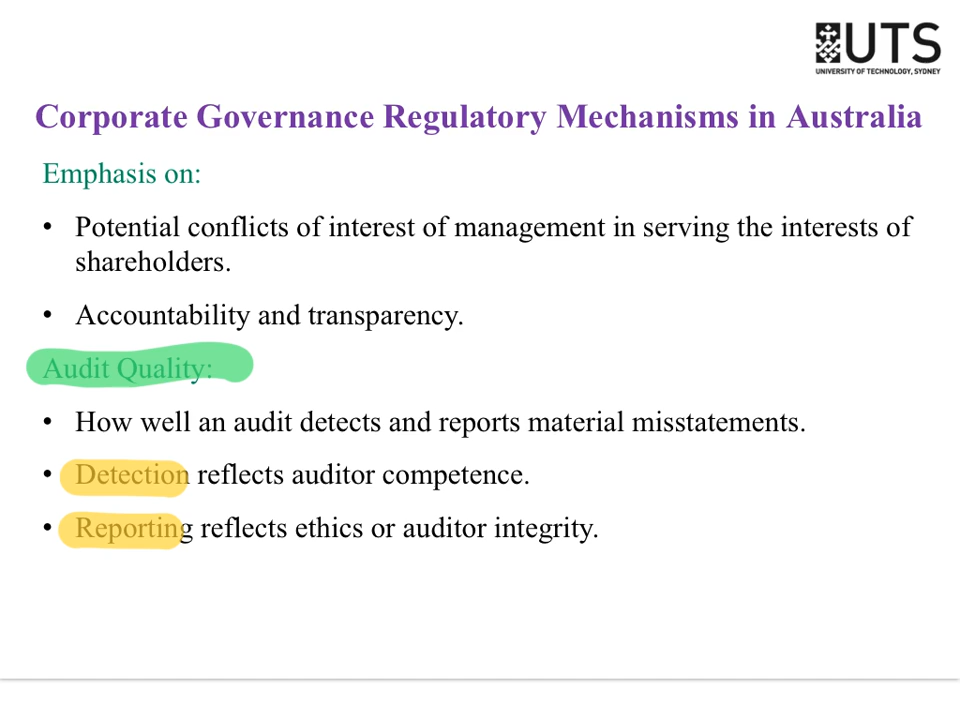 UTS
UNIVERSITY OF TECHNOLOGY, SYDNEY
Corporate Governance Regulatory Mechanisms in Australia
Emphasis on:
• Potential conflicts of interest of management in serving the interests of
shareholders.
• Accountability and transparency.
Audit Quality:
• How well an audit detects and reports material misstatements.
• Detection reflects auditor competence.
• Reporting reflects ethics or auditor integrity.